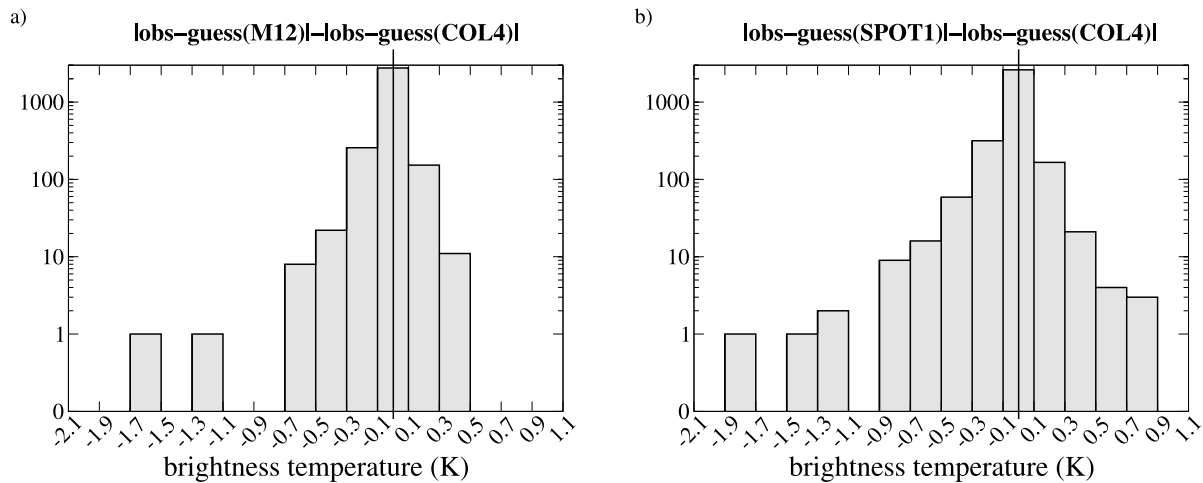 a)
|obs−guess(M12)|−|obs−guess(COL4)|
1000
100
10
1
0
-2.1 -1.9 -1.7 -1.5 -1.3 -1.1 -0.9 -0.7 -0.5 -0.3 -0.1 0.1 0.3 0.5 0.7 0.9 1.1
brightness temperature (K)
b)
|obs−guess(SPOT1)|−|obs−guess(COL4)|
1000
100
10
1
0
-2.1 -1.9 -1.7 -1.5 -1.3 -1.1 -0.9 -0.7 -0.5 -0.3 -0.1 0.1 0.3 0.5 0.7 0.9 1.1
brightness temperature (K)